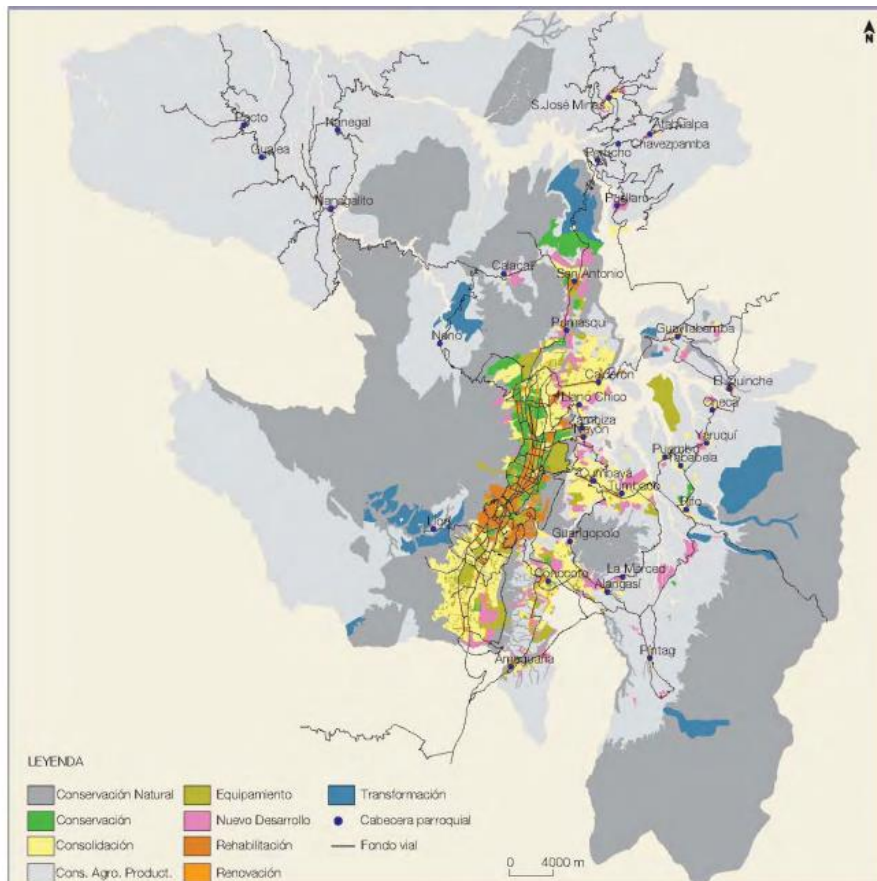 N
S. José Minas
Atahualpa
Pacto
Nanegal
Chavezpamba
Gualea
Perucho
Nanegalito
Puéllaro
Calacalí
San Antonio
Pomasqui
Guayllabamba
Nono
Calderón
El Quinche
Llano Chico
Checa
Zámbiza
Nayón
Yaruquí
Puembo
Tababela
Cumbayá
Tumbaco
Pifo
Lloa
Guangopolo
La Merced
Conocoto
Alangasí
Pintag
Amaguaña
LEYENDA
Conservación Natural
Equipamiento
Transformación
Conservación
Nuevo Desarrollo
Cabecera parroquial
Consolidación
Rehabilitación
Fondo vial
Cons. Agro. Product.
Renovación
0 4000 m